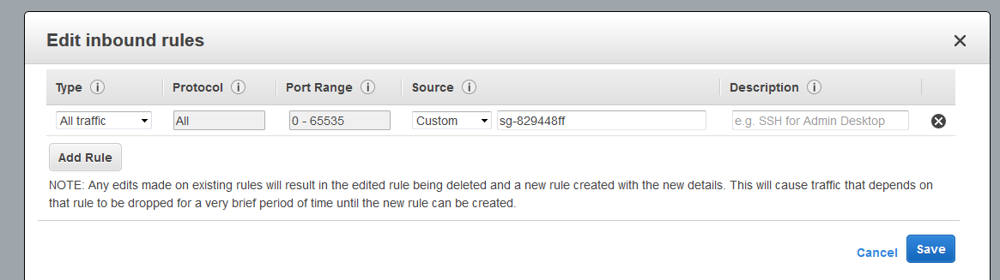 Edit inbound rules
Type Protocol Port Range Source Description
All traffic All 0 - 65535 Custom sg-829448ff e.g. SSH for Admin Desktop
Add Rule
NOTE: Any edits made on existing rules will result in the edited rule being deleted and a new rule created with the new details. This will cause traffic that depends on
that rule to be dropped for a very brief period of time until the new rule can be created.
Cancel Save